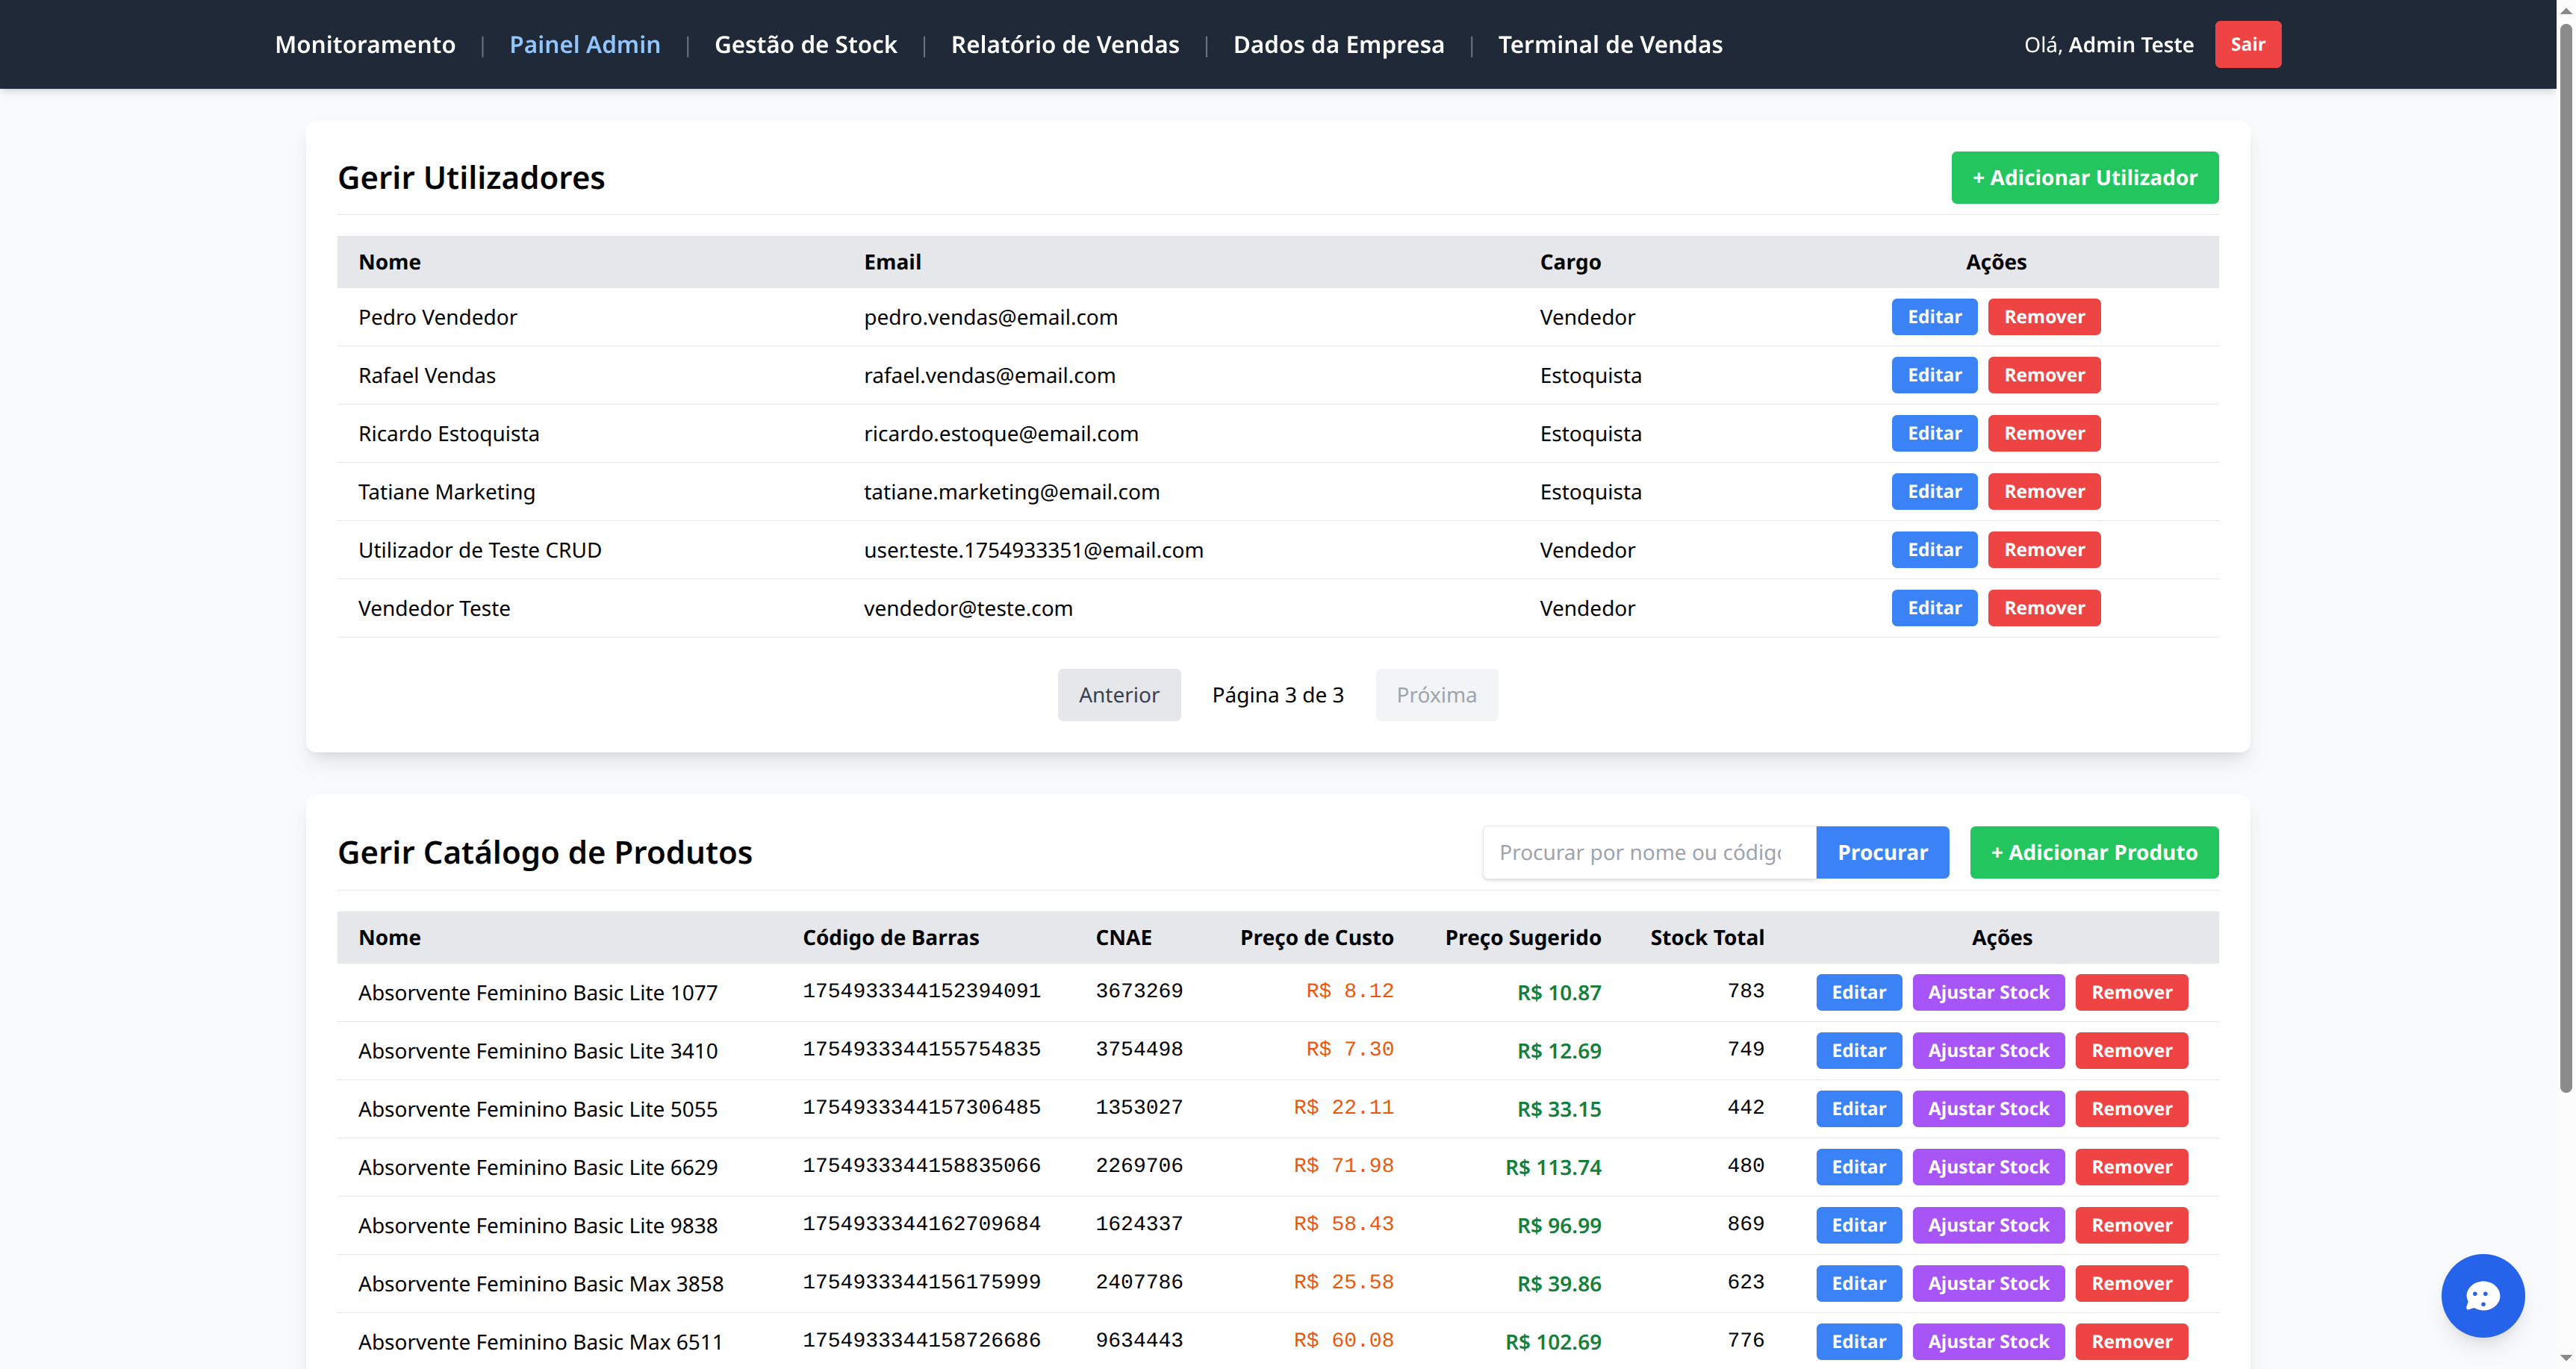 Monitoramento | Painel Admin | Gestão de Stock | Relatório de Vendas | Dados da Empresa | Terminal de Vendas Olá, Admin Teste Sair
Gerir Utilizadores + Adicionar Utilizador
Nome Email Cargo Ações
Pedro Vendedor pedro.vendas@email.com Vendedor Editar Remover
Rafael Vendas rafael.vendas@email.com Estoquista Editar Remover
Ricardo Estoquista ricardo.estoque@email.com Estoquista Editar Remover
Tatiane Marketing tatiane.marketing@email.com Estoquista Editar Remover
Utilizador de Teste CRUD user.teste.1754933351@email.com Vendedor Editar Remover
Vendedor Teste vendedor@teste.com Vendedor Editar Remover
Anterior Página 3 de 3 Próxima
Gerir Catálogo de Produtos Procurar por nome ou código Procurar + Adicionar Produto
Nome Código de Barras CNAE Preço de Custo Preço Sugerido Stock Total Ações
Absorvente Feminino Basic Lite 1077 1754933344152394091 3673269 R$ 8.12 R$ 10.87 783 Editar Ajustar Stock Remover
Absorvente Feminino Basic Lite 3410 1754933344155754835 3754498 R$ 7.30 R$ 12.69 749 Editar Ajustar Stock Remover
Absorvente Feminino Basic Lite 5055 1754933344157306485 1353027 R$ 22.11 R$ 33.15 442 Editar Ajustar Stock Remover
Absorvente Feminino Basic Lite 6629 1754933344158835066 2269706 R$ 71.98 R$ 113.74 480 Editar Ajustar Stock Remover
Absorvente Feminino Basic Lite 9838 1754933344162709684 1624337 R$ 58.43 R$ 96.99 869 Editar Ajustar Stock Remover
Absorvente Feminino Basic Max 3858 1754933344156175999 2407786 R$ 25.58 R$ 39.86 623 Editar Ajustar Stock Remover
Absorvente Feminino Basic Max 6511 1754933344158726686 9634443 R$ 60.08 R$ 102.69 776 Editar Ajustar Stock Remover